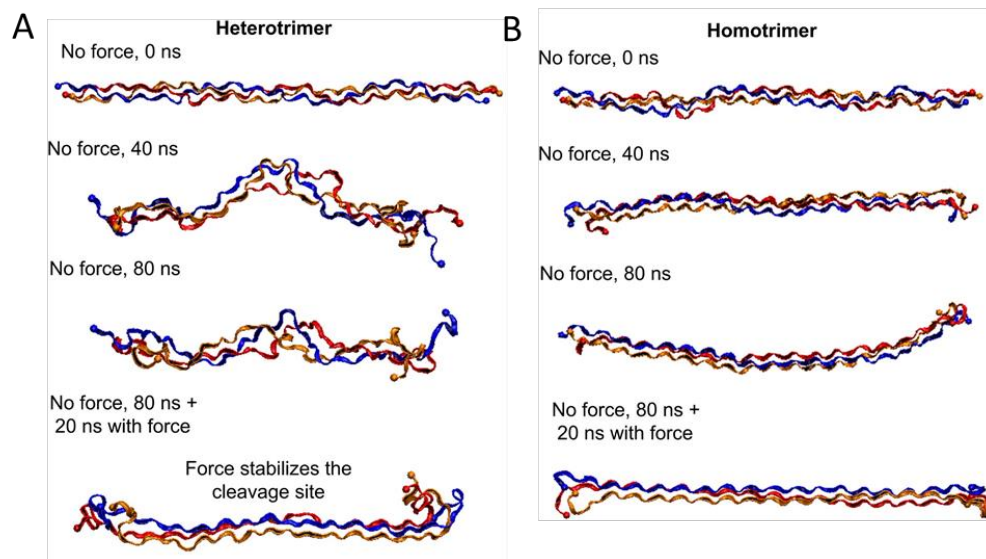 A
Heterotrimer
No force, 0 ns
No force, 40 ns
No force, 80 ns
No force, 80 ns +
20 ns with force
Force stabilizes the
cleavage site
B
Homotrimer
No force, 0 ns
No force, 40 ns
No force, 80 ns
No force, 80 ns +
20 ns with force